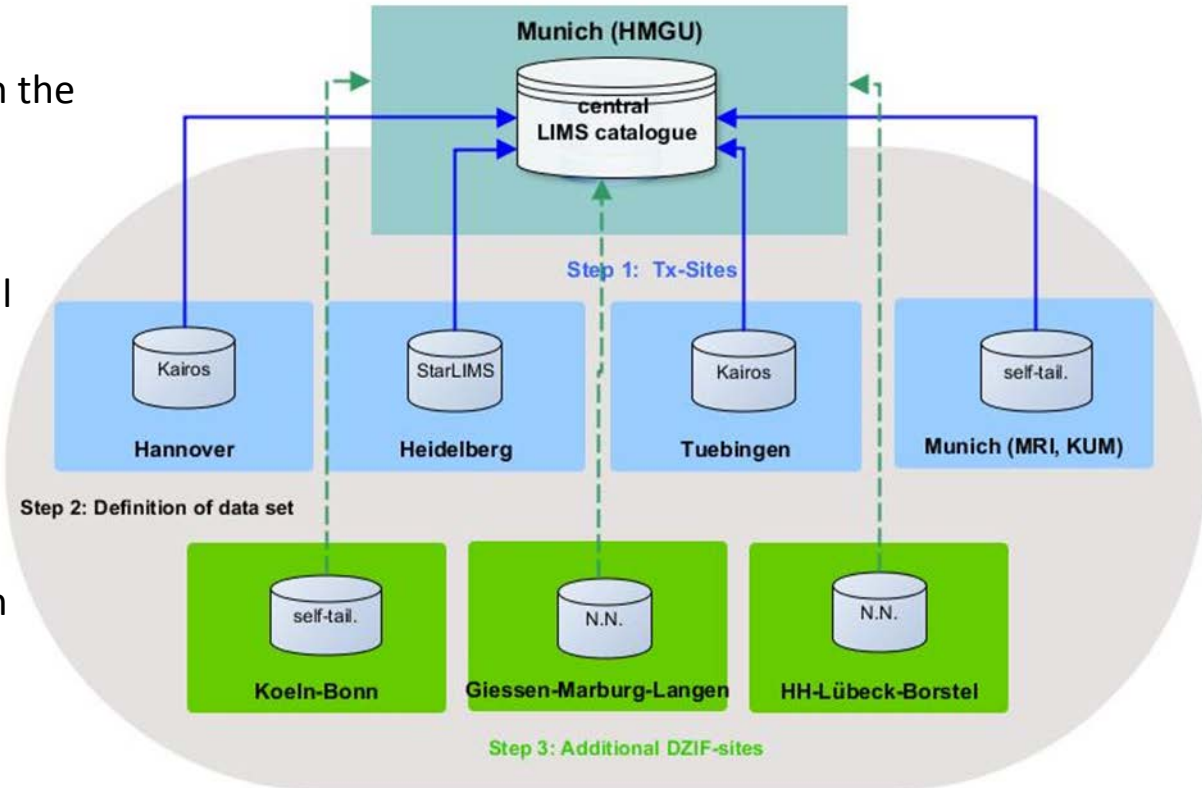 Munich (HMGU)
n the
central
LIMS catalogue
Step 1: Tx-Sites
l
Kairos
StarLIMS
Kairos
self-tail.
Hannover
Heidelberg
Tuebingen
Munich (MRI, KUM)
Step 2: Definition of data set
n
self-tail.
N.N.
N.N.
Koeln-Bonn
Giessen-Marburg-Langen
HH-Lübeck-Borstel
Step 3: Additional DZIF-sites